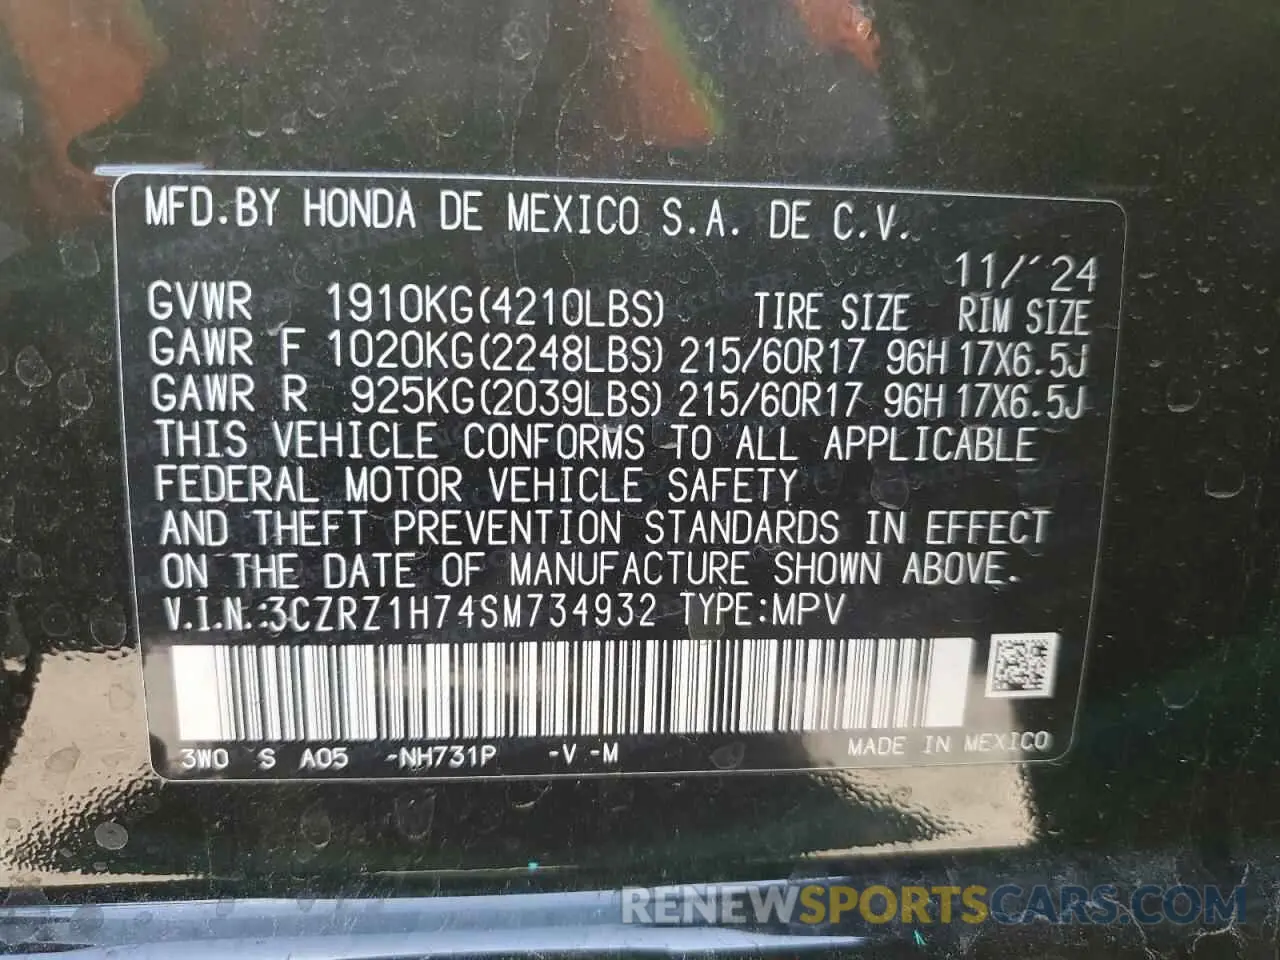 MFD.BY HONDA DE MEXICO S.A. DE C.V.
11/´24
GVWR 1910KG(4210LBS) TIRE SIZE RIM SIZE
GAWR F 1020KG(2248LBS) 215/60R17 96H 17X6.5J
GAWR R 925KG(2039LBS) 215/60R17 96H 17X6.5J
THIS VEHICLE CONFORMS TO ALL APPLICABLE
FEDERAL MOTOR VEHICLE SAFETY
AND THEFT PREVENTION STANDARDS IN EFFECT
ON THE DATE OF MANUFACTURE SHOWN ABOVE.
V.I.N.:3CZRZ1H74SM734932 TYPE:MPV
3W0 S A05 -NH731P -V -M MADE IN MEXICO
RENEWSPORTSCARS.COM